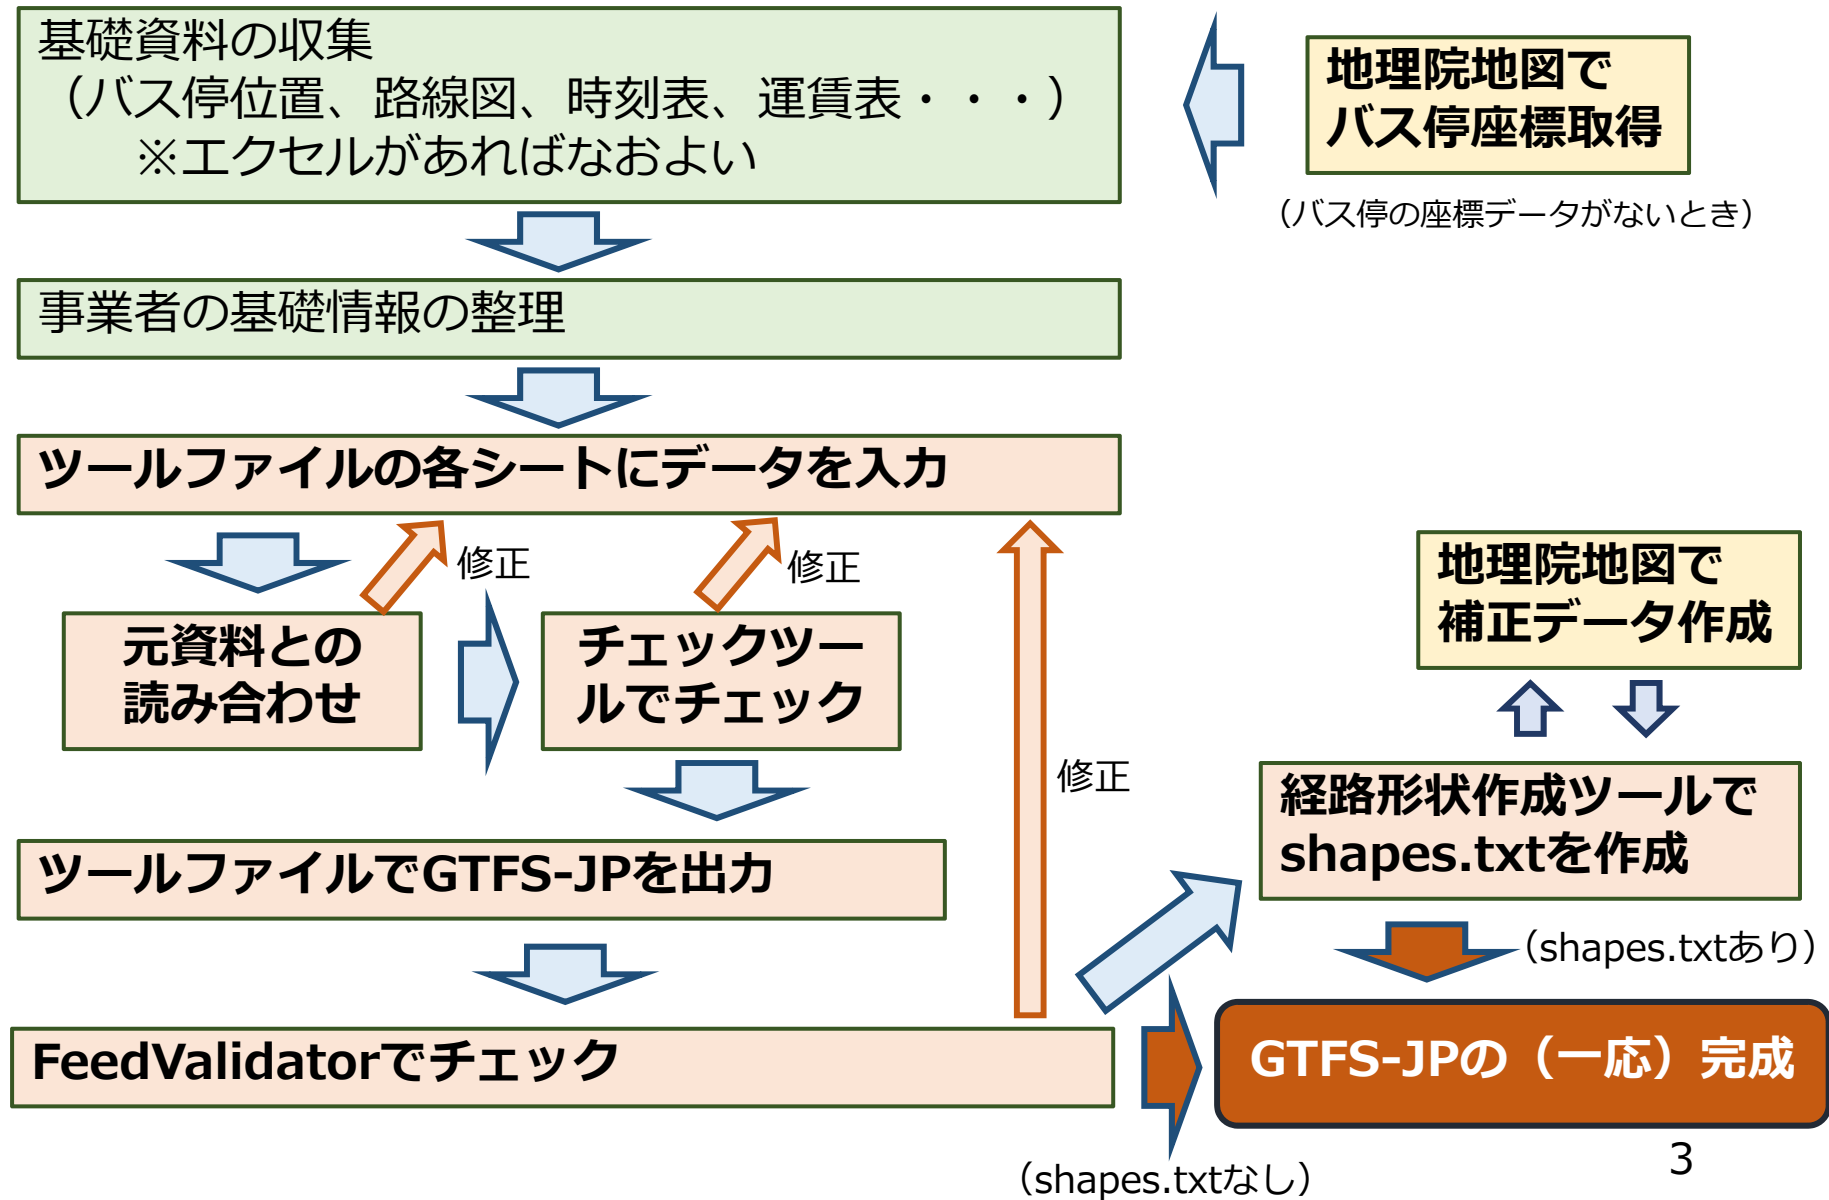 基礎資料の収集
（バス停位置、路線図、時刻表、運賃表・・・）
※エクセルがあればなおよい
地理院地図で
バス停座標取得
（バス停の座標データがないとき）
事業者の基礎情報の整理
ツールファイルの各シートにデータを入力
修正
修正
元資料との
読み合わせ
チェックツー
ルでチェック
地理院地図で
補正データ作成
修正
経路形状作成ツールで
shapes.txtを作成
ツールファイルでGTFS-JPを出力
（shapes.txtあり）
FeedValidatorでチェック
GTFS-JPの（一応）完成
（shapes.txtなし）
3